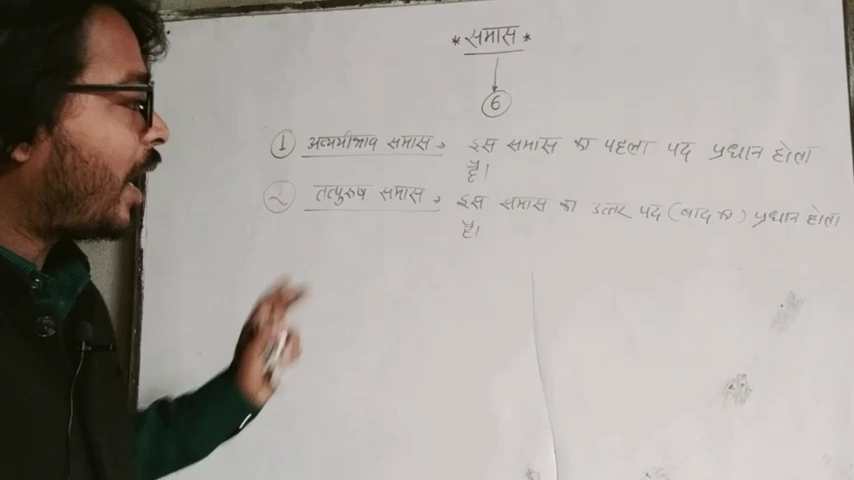 * समास *
6
1 अव्ययीभाव समास → इस समास का पहला पद प्रधान होता
है।
2 तत्पुरुष समास → इस समास का उत्तर पद (बाद का) प्रधान होता
है।